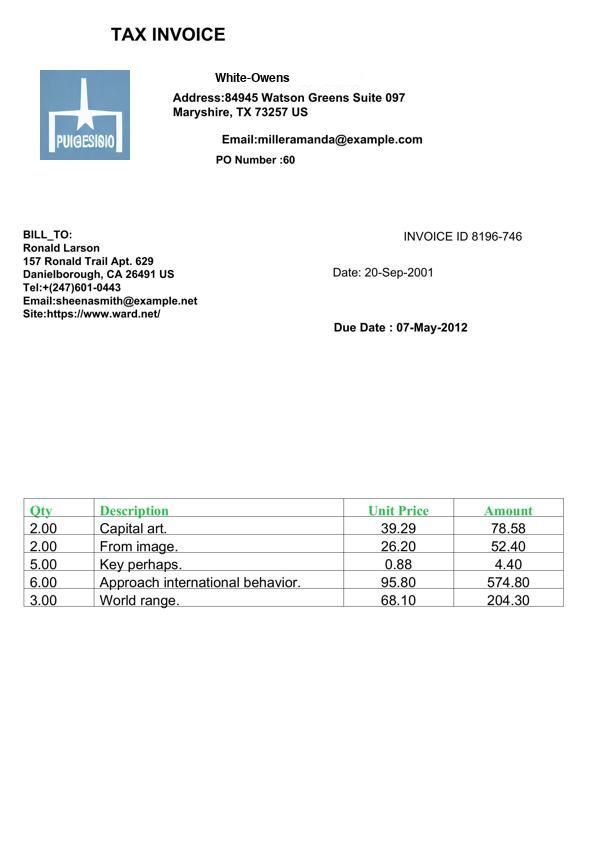 TAX INVOICE
PUIGESIBIO
White-Owens
Address:84945 Watson Greens Suite 097
Maryshire, TX 73257 US
Email:milleramanda@example.com
PO Number :60
BILL_TO:
Ronald Larson
157 Ronald Trail Apt. 629
Danielborough, CA 26491 US
Tel:+(247)601-0443
Email:sheenasmith@example.net
Site:https://www.ward.net/
INVOICE ID 8196-746
Date: 20-Sep-2001
Due Date : 07-May-2012
Qty Description Unit Price Amount
2.00 Capital art. 39.29 78.58
2.00 From image. 26.20 52.40
5.00 Key perhaps. 0.88 4.40
6.00 Approach international behavior. 95.80 574.80
3.00 World range. 68.10 204.30